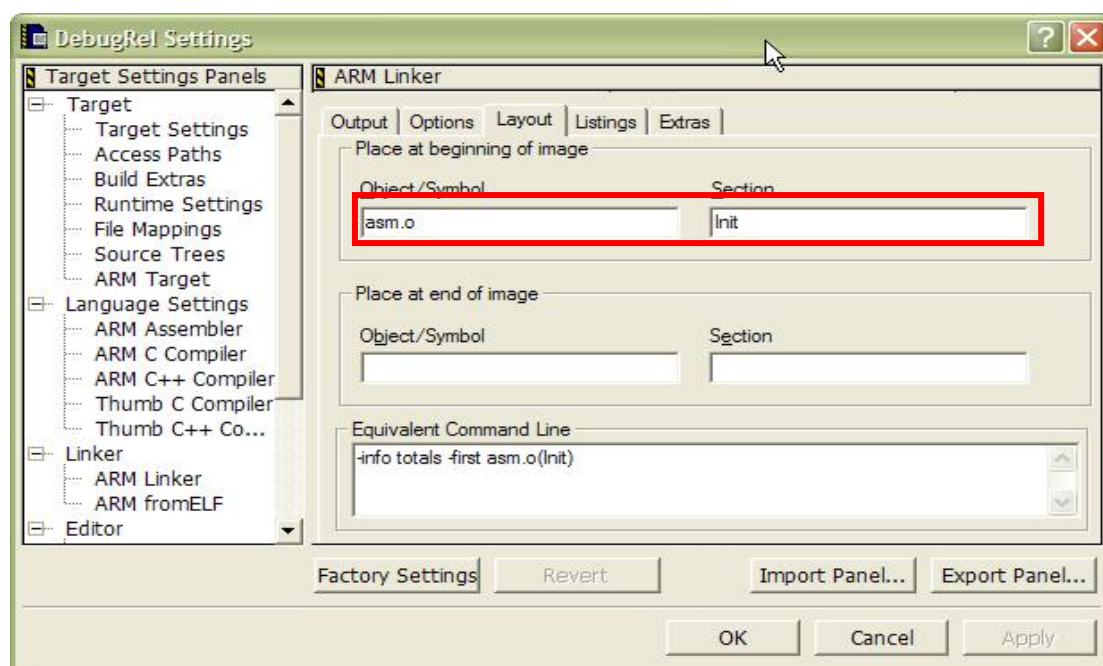 DebugRel Settings
Target Settings Panels
Target
Target Settings
Access Paths
Build Extras
Runtime Settings
File Mappings
Source Trees
ARM Target
Language Settings
ARM Assembler
ARM C Compiler
ARM C++ Compiler
Thumb C Compiler
Thumb C++ Co...
Linker
ARM Linker
ARM fromELF
Editor
ARM Linker
Output Options Layout Listings Extras
Place at beginning of image
Object/Symbol Section
asm.o Init
Place at end of image
Object/Symbol Section
Equivalent Command Line
-info totals -first asm.o(Init)
Factory Settings Revert Import Panel... Export Panel...
OK Cancel Apply